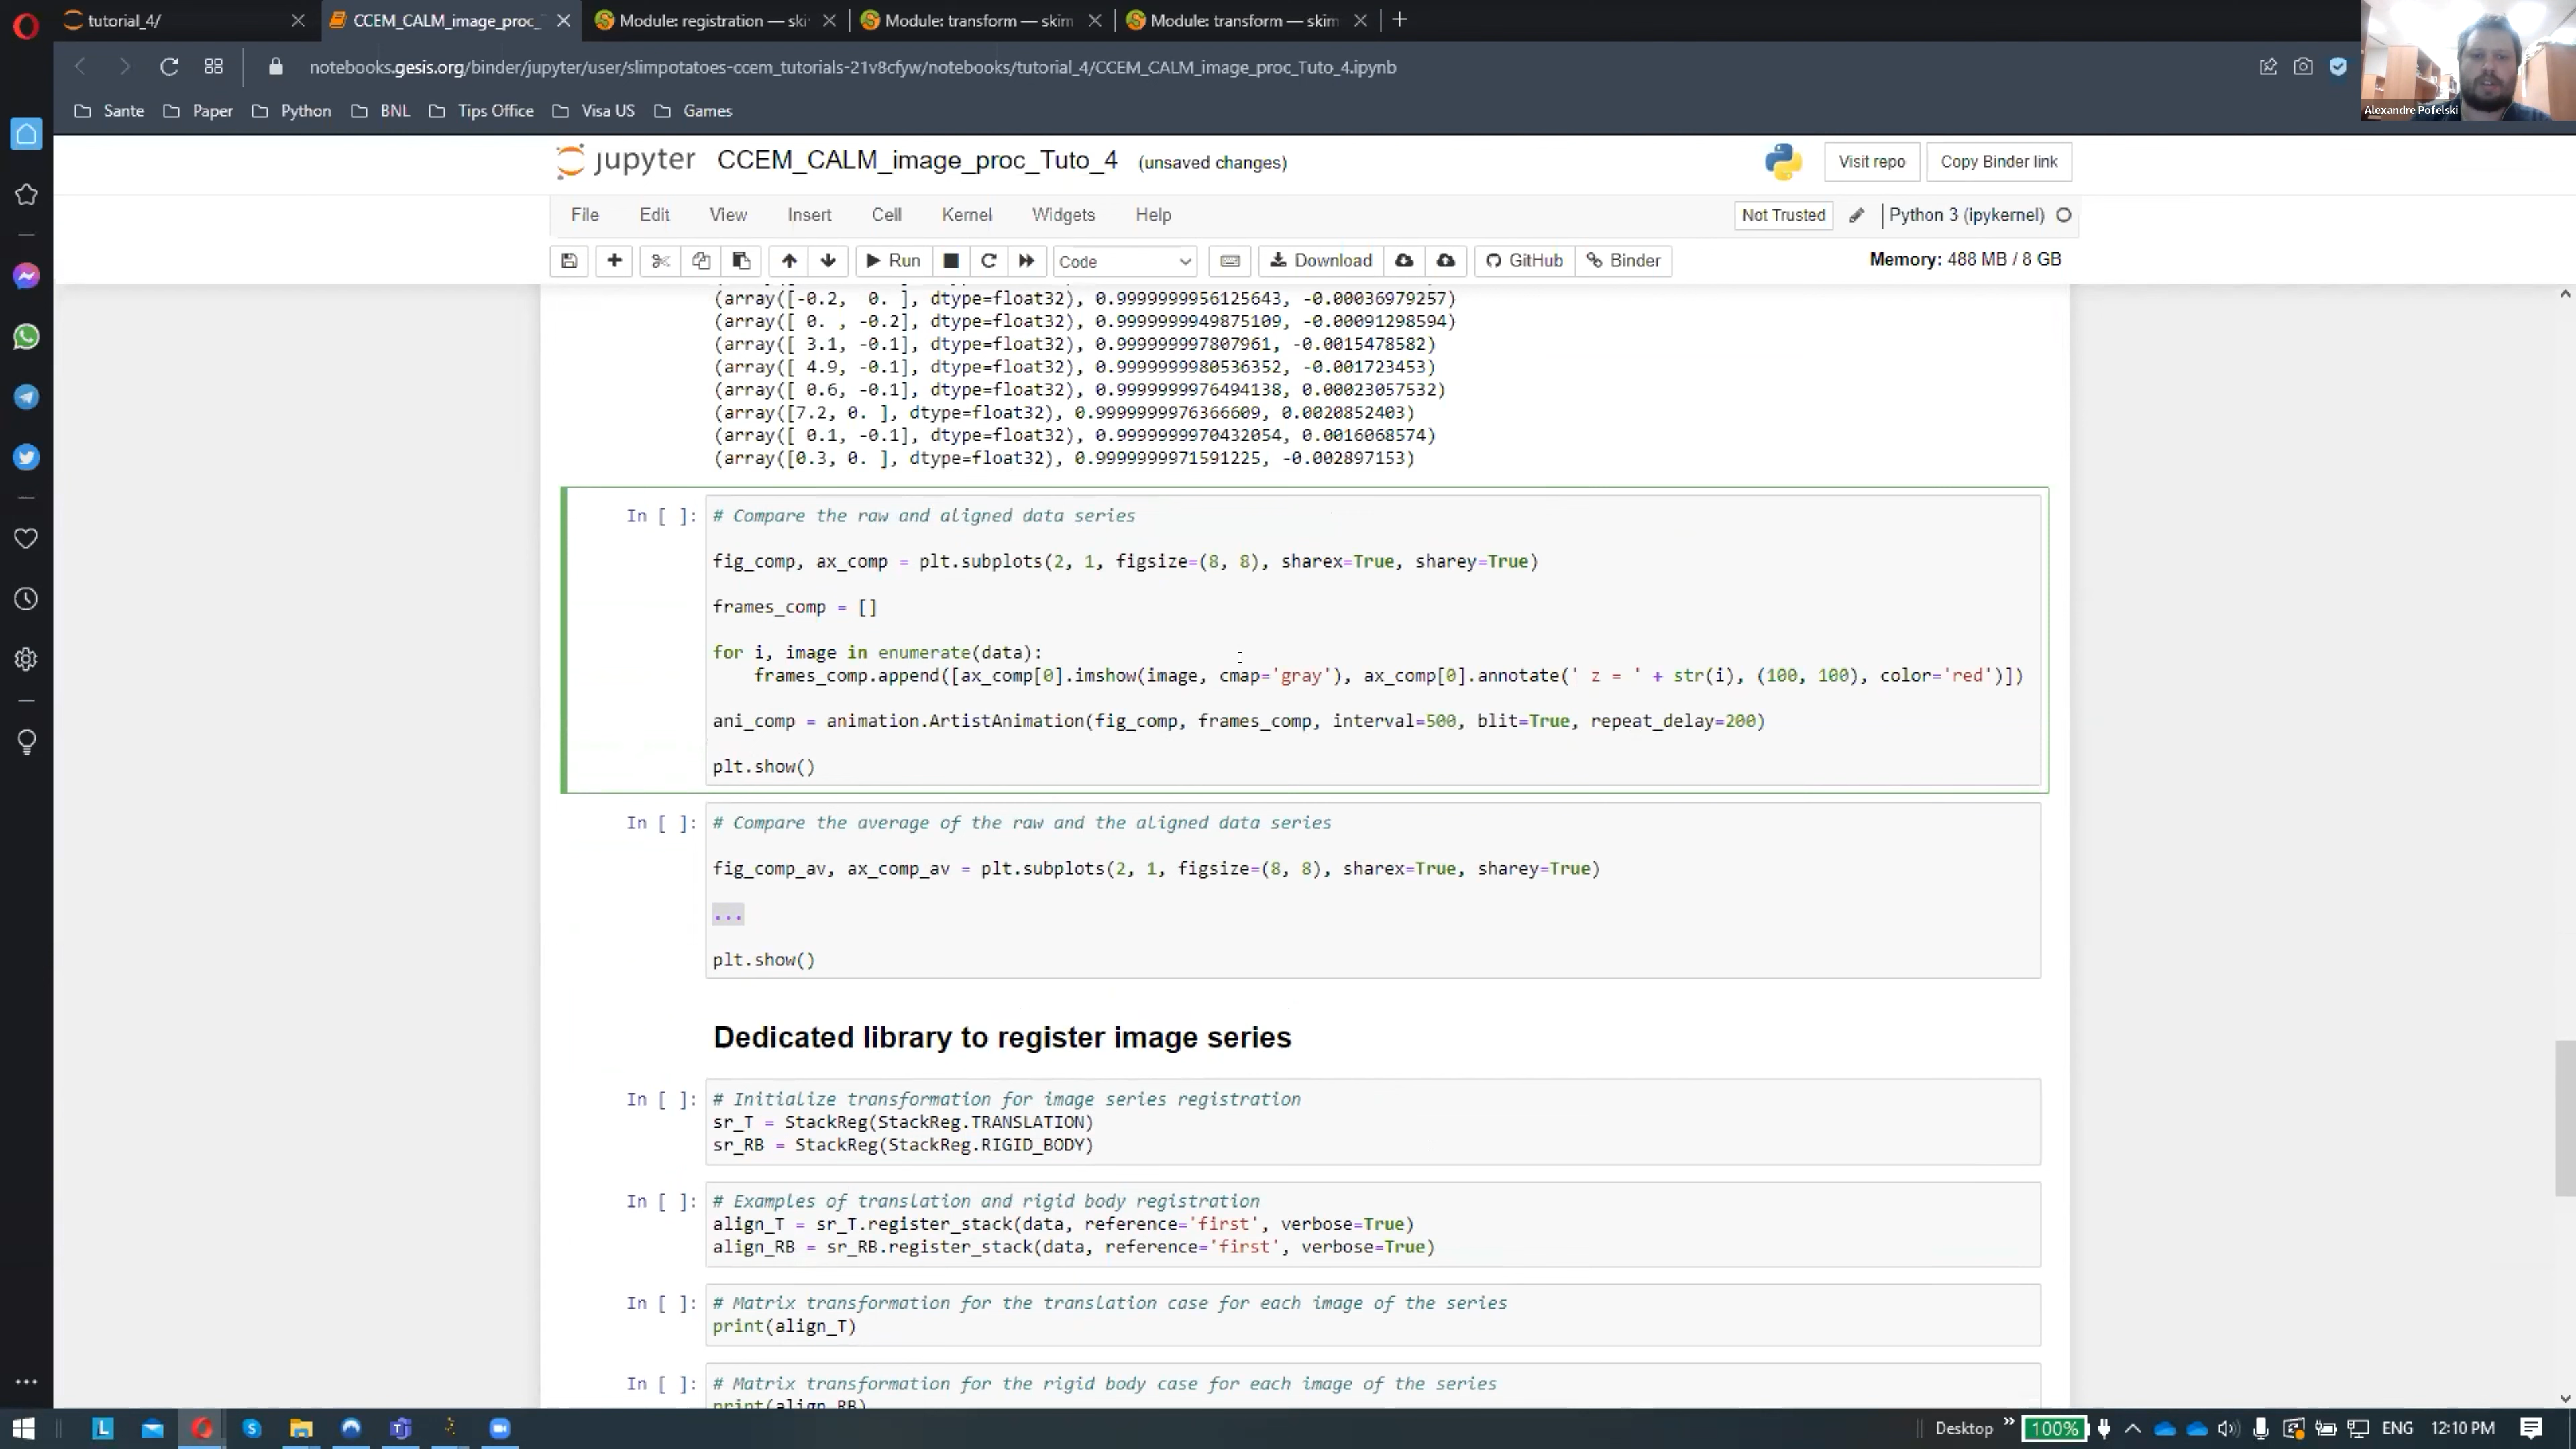 tutorial_4/
CCEM_CALM_image_proc_
Module: registration — ski
Module: transform — skim
Module: transform — skim
notebooks.gesis.org/binder/jupyter/user/slimpotatoes-ccem_tutorials-21v8cfyw/notebooks/tutorial_4/CCEM_CALM_image_proc_Tuto_4.ipynb
Alexandre Pofelski
Sante Paper Python BNL Tips Office Visa US Games
jupyter CCEM_CALM_image_proc_Tuto_4 (unsaved changes)
Visit repo Copy Binder link
File Edit View Insert Cell Kernel Widgets Help
Not Trusted Python 3 (ipykernel)
Run Code Download GitHub Binder Memory: 488 MB / 8 GB
(array([-0.2, 0. ], dtype=float32), 0.9999999956125643, -0.00036979257)
(array([ 0. , -0.2], dtype=float32), 0.9999999949875109, -0.00091298594)
(array([ 3.1, -0.1], dtype=float32), 0.999999997807961, -0.0015478582)
(array([ 4.9, -0.1], dtype=float32), 0.9999999980536352, -0.001723453)
(array([ 0.6, -0.1], dtype=float32), 0.9999999976494138, 0.00023057532)
(array([7.2, 0. ], dtype=float32), 0.9999999976366609, 0.0020852403)
(array([ 0.1, -0.1], dtype=float32), 0.9999999970432054, 0.0016068574)
(array([0.3, 0. ], dtype=float32), 0.9999999971591225, -0.002897153)
In [ ]: # Compare the raw and aligned data series
fig_comp, ax_comp = plt.subplots(2, 1, figsize=(8, 8), sharex=True, sharey=True)
frames_comp = []
for i, image in enumerate(data):
    frames_comp.append([ax_comp[0].imshow(image, cmap='gray'), ax_comp[0].annotate(' z = ' + str(i), (100, 100), color='red')])
ani_comp = animation.ArtistAnimation(fig_comp, frames_comp, interval=500, blit=True, repeat_delay=200)
plt.show()
In [ ]: # Compare the average of the raw and the aligned data series
fig_comp_av, ax_comp_av = plt.subplots(2, 1, figsize=(8, 8), sharex=True, sharey=True)
...
plt.show()
Dedicated library to register image series
In [ ]: # Initialize transformation for image series registration
sr_T = StackReg(StackReg.TRANSLATION)
sr_RB = StackReg(StackReg.RIGID_BODY)
In [ ]: # Examples of translation and rigid body registration
align_T = sr_T.register_stack(data, reference='first', verbose=True)
align_RB = sr_RB.register_stack(data, reference='first', verbose=True)
In [ ]: # Matrix transformation for the translation case for each image of the series
print(align_T)
In [ ]: # Matrix transformation for the rigid body case for each image of the series
print(align_RB)
Desktop 100% ENG 12:10 PM